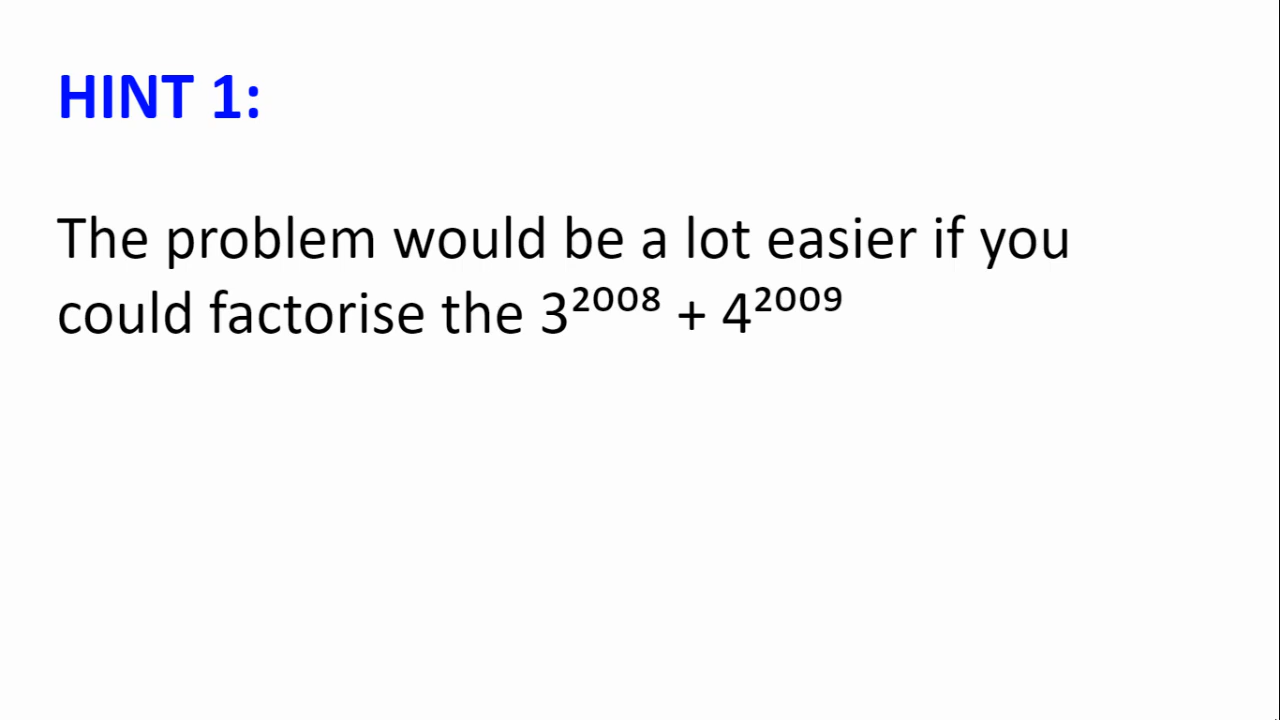 HINT 1:
The problem would be a lot easier if you
could factorise the 3²⁰⁰⁸ + 4²⁰⁰⁹